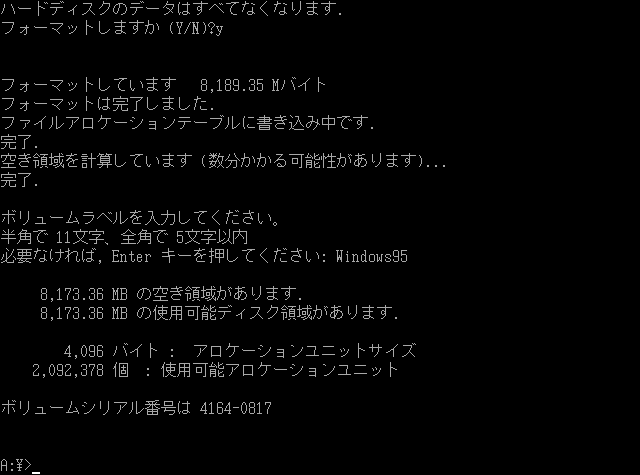 ハードディスクのデータはすべてなくなります.
フォーマットしますか (Y/N)?y
フォーマットしています   8,189.35 Mバイト
フォーマットは完了しました.
ファイルアロケーションテーブルに書き込み中です.
完了.
空き領域を計算しています (数分かかる可能性があります)...
完了.
ボリュームラベルを入力してください。
半角で 11文字、全角で 5文字以内
必要なければ, Enter キーを押してください: Windows95
8,173.36 MB の空き領域があります.
8,173.36 MB の使用可能ディスク領域があります.
4,096 バイト :  アロケーションユニットサイズ
2,092,378 個  : 使用可能アロケーションユニット
ボリュームシリアル番号は 4164-0817
A:¥>_